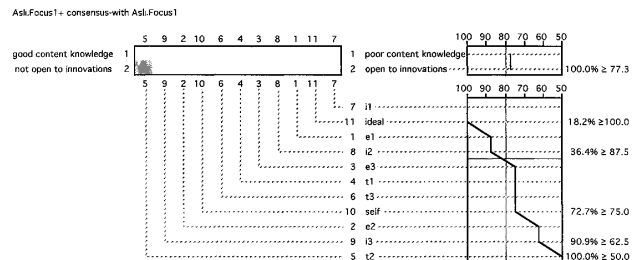 Aslı.Focus1+ consensus-with Aslı.Focus1
5 9 2 10 6 4 3 8 1 11 7 100 90 80 70 60 50
good content knowledge 1 1 poor content knowledge
not open to innovations 2 2 open to innovations 100.0% ≥ 77.3
5 9 2 10 6 4 3 8 1 11 7 100 90 80 70 60 50
7 i1
11 ideal 18.2% ≥100.0
1 e1
8 i2 36.4% ≥ 87.5
3 e3
4 t1
6 t3
10 self 72.7% ≥ 75.0
2 e2
9 i3 90.9% ≥ 62.5
5 t2 100.0% ≥ 50.0